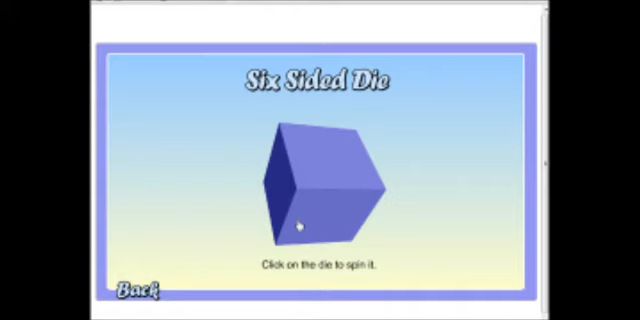 Six Sided Die
Click on the die to spin it.
Back